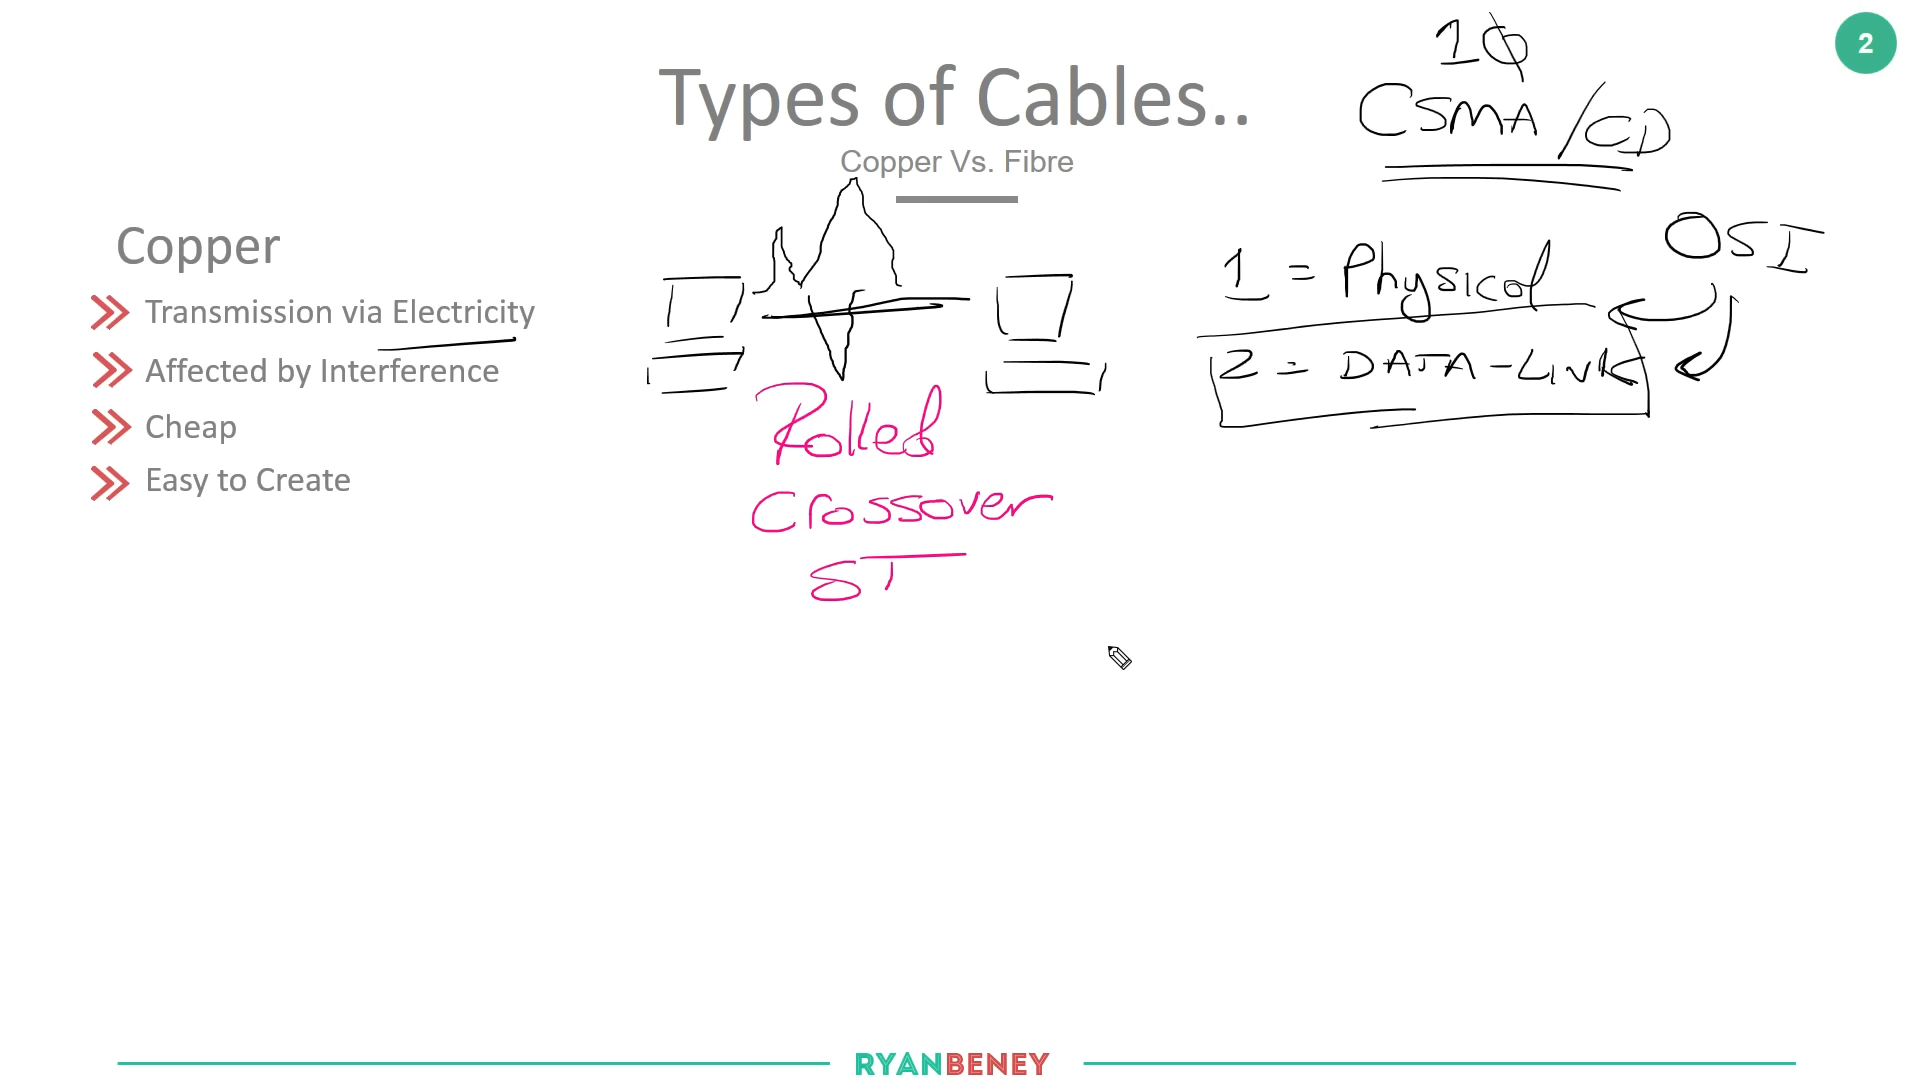 2
Types of Cables..
Copper Vs. Fibre
10
CSMA/CD
OSI
1 = Physical
2 = DATA-Link
Copper
Transmission via Electricity
Affected by Interference
Cheap
Easy to Create
Rolled
Crossover
ST
RYANBENEY